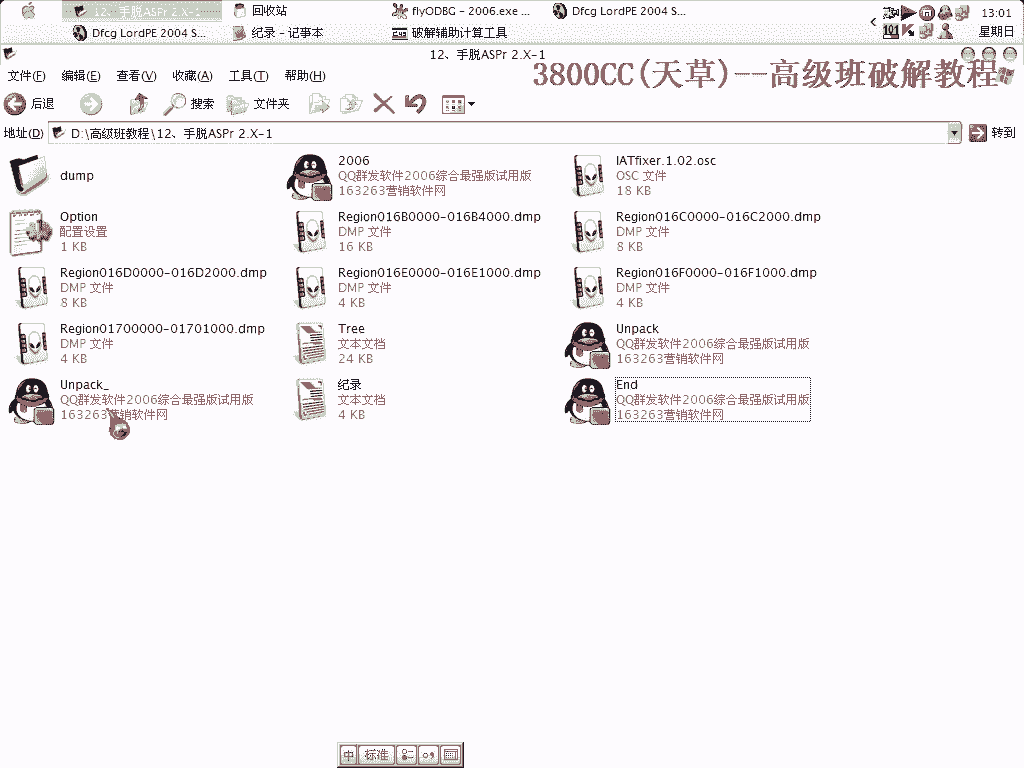 12、手脱ASPr 2.X-1
回收站
flyODBG - 2006.exe ...
Dfcg LordPE 2004 S...
13:01
Dfcg LordPE 2004 S...
纪录 - 记事本
破解辅助计算工具
星期日
12、手脱ASPr 2.X-1
3800CC(天草)--高级班破解教程
文件(F) 编辑(E) 查看(V) 收藏(A) 工具(T) 帮助(H)
后退 搜索 文件夹
地址(D) D:\高级班教程\12、手脱ASPr 2.X-1 转到
dump
2006
QQ群发软件2006综合最强版试用版
163263营销软件网
IATfixer.1.02.osc
OSC 文件
18 KB
Option
配置设置
1 KB
Region016B0000-016B4000.dmp
DMP 文件
16 KB
Region016C0000-016C2000.dmp
DMP 文件
8 KB
Region016D0000-016D2000.dmp
DMP 文件
8 KB
Region016E0000-016E1000.dmp
DMP 文件
4 KB
Region016F0000-016F1000.dmp
DMP 文件
4 KB
Region01700000-01701000.dmp
DMP 文件
4 KB
Tree
文本文档
24 KB
Unpack
QQ群发软件2006综合最强版试用版
163263营销软件网
Unpack_
QQ群发软件2006综合最强版试用版
163263营销软件网
纪录
文本文档
4 KB
End
QQ群发软件2006综合最强版试用版
163263营销软件网
中 标准